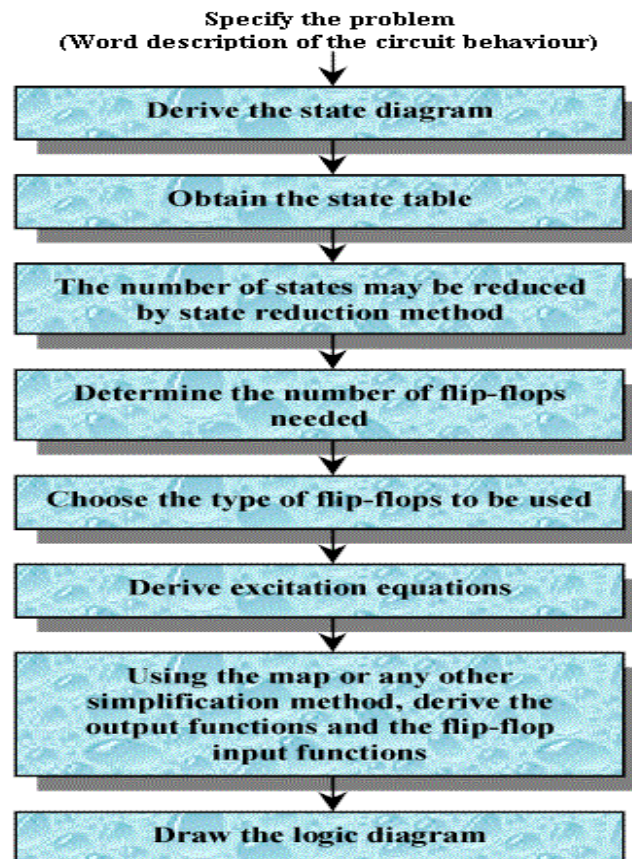 Specify the problem
(Word description of the circuit behaviour)
Derive the state diagram
Obtain the state table
The number of states may be reduced
by state reduction method
Determine the number of flip-flops
needed
Choose the type of flip-flops to be used
Derive excitation equations
Using the map or any other
simplification method, derive the
output functions and the flip-flop
input functions
Draw the logic diagram